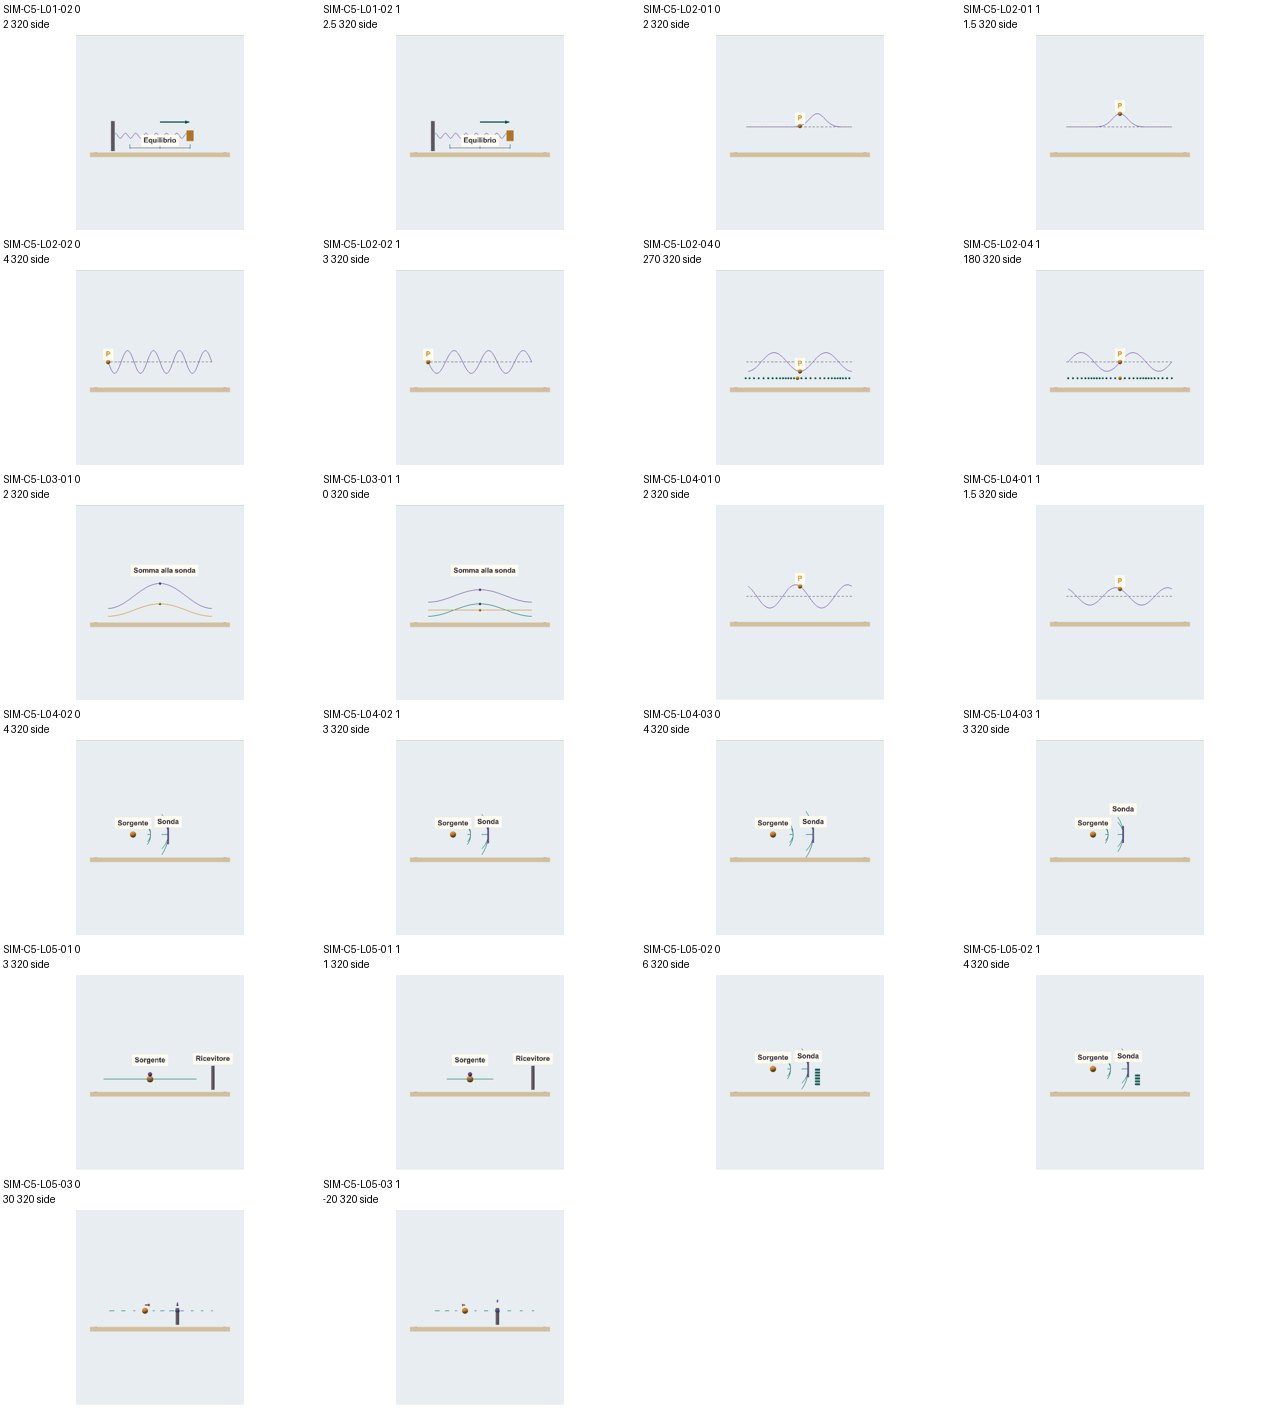 SIM-C5-L01-02 0
2 320 side
SIM-C5-L01-02 1
2.5 320 side
SIM-C5-L02-01 0
2 320 side
SIM-C5-L02-01 1
1.5 320 side
Equilibrio
Equilibrio
P
P
SIM-C5-L02-02 0
4 320 side
SIM-C5-L02-02 1
3 320 side
SIM-C5-L02-04 0
270 320 side
SIM-C5-L02-04 1
180 320 side
P
P
P
P
SIM-C5-L03-01 0
2 320 side
SIM-C5-L03-01 1
0 320 side
SIM-C5-L04-01 0
2 320 side
SIM-C5-L04-01 1
1.5 320 side
Somma alla sonda
Somma alla sonda
P
P
SIM-C5-L04-02 0
4 320 side
SIM-C5-L04-02 1
3 320 side
SIM-C5-L04-03 0
4 320 side
SIM-C5-L04-03 1
3 320 side
Sorgente Sonda
Sorgente Sonda
Sorgente Sonda
Sonda
Sorgente
SIM-C5-L05-01 0
3 320 side
SIM-C5-L05-01 1
1 320 side
SIM-C5-L05-02 0
6 320 side
SIM-C5-L05-02 1
4 320 side
Sorgente Ricevitore
Sorgente Ricevitore
Sorgente Sonda
Sorgente Sonda
SIM-C5-L05-03 0
30 320 side
SIM-C5-L05-03 1
-20 320 side